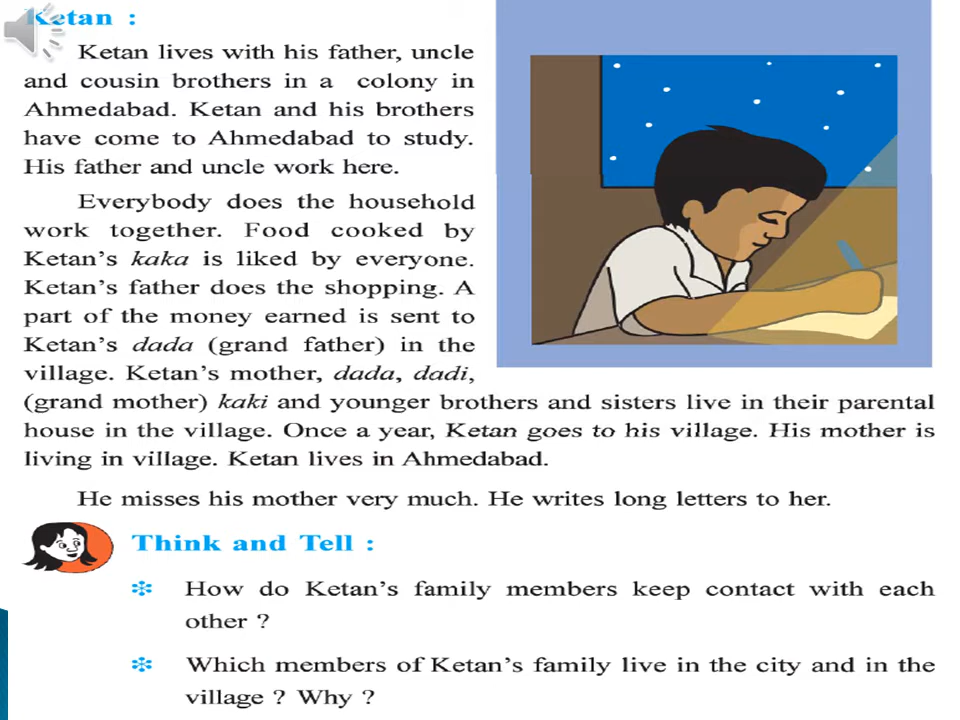 Ketan :
Ketan lives with his father, uncle
and cousin brothers in a colony in
Ahmedabad. Ketan and his brothers
have come to Ahmedabad to study.
His father and uncle work here.
Everybody does the household
work together. Food cooked by
Ketan's kaka is liked by everyone.
Ketan's father does the shopping. A
part of the money earned is sent to
Ketan's dada (grand father) in the
village. Ketan's mother, dada, dadi,
(grand mother) kaki and younger brothers and sisters live in their parental
house in the village. Once a year, Ketan goes to his village. His mother is
living in village. Ketan lives in Ahmedabad.
He misses his mother very much. He writes long letters to her.
Think and Tell :
How do Ketan's family members keep contact with each
other ?
Which members of Ketan's family live in the city and in the
village ? Why ?